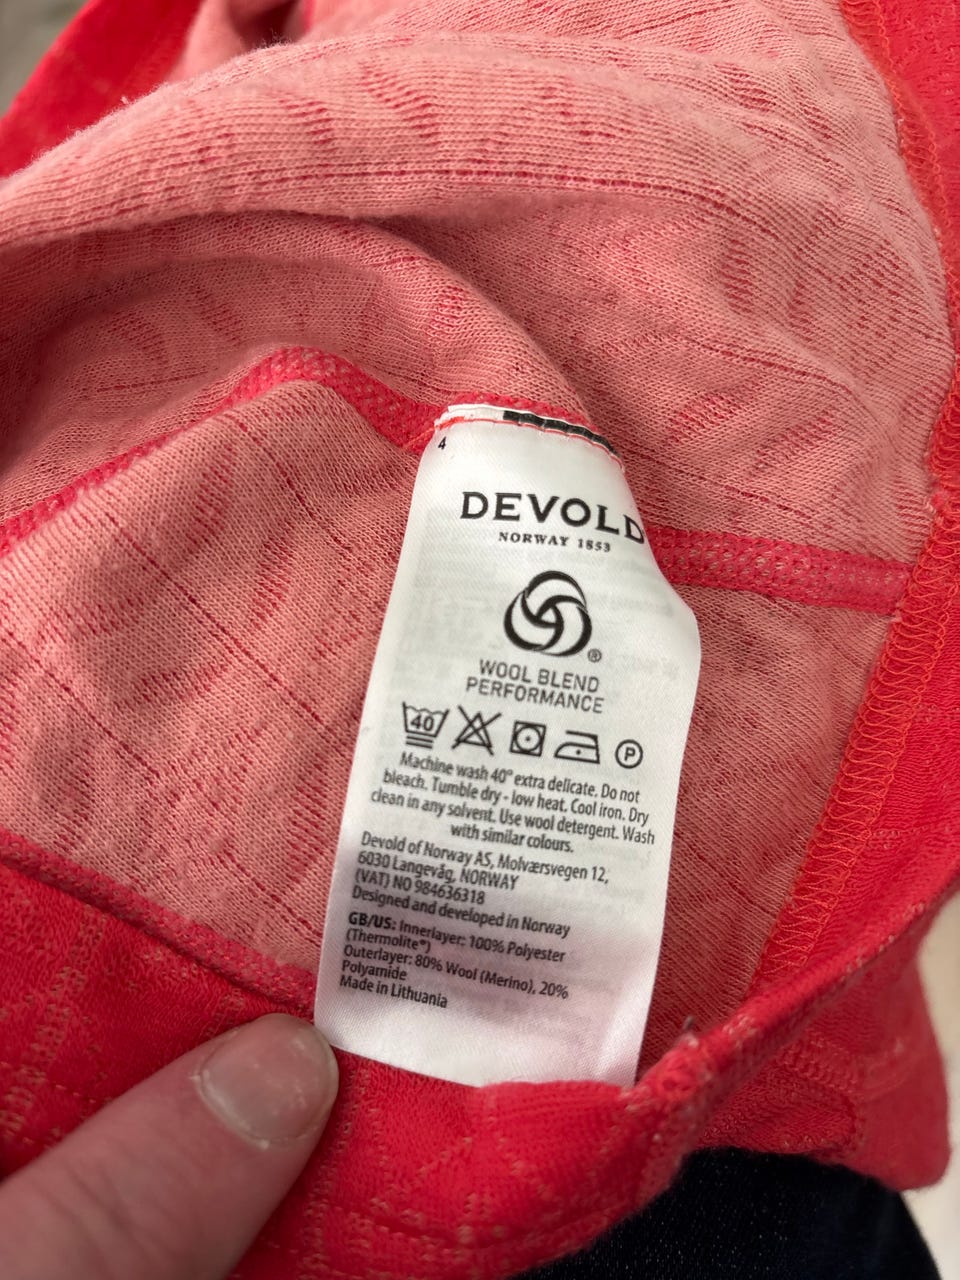 4
DEVOLD
NORWAY 1853
®
WOOL BLEND
PERFORMANCE
40
P
Machine wash 40° extra delicate. Do not
bleach. Tumble dry - low heat. Cool iron. Dry
clean in any solvent. Use wool detergent. Wash
with similar colours.
Devold of Norway AS, Molværsvegen 12,
6030 Langevåg, NORWAY
(VAT) NO 984636318
Designed and developed in Norway
GB/US: Innerlayer: 100% Polyester
(Thermolite®)
Outerlayer: 80% Wool (Merino), 20%
Polyamide
Made in Lithuania